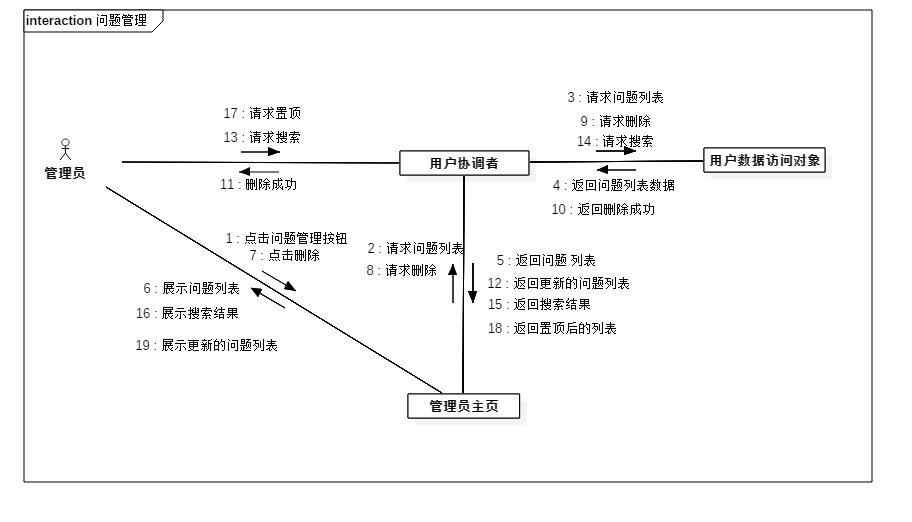 interaction 问题管理
3 : 请求问题列表
17 : 请求置顶
9 : 请求删除
13 : 请求搜索
14 : 请求搜索
管理员
用户协调者
用户数据访问对象
11 : 删除成功
4 : 返回问题列表数据
10 : 返回删除成功
1 : 点击问题管理按钮
7 : 点击删除
2 : 请求问题列表
8 : 请求删除
5 : 返回问题 列表
12 : 返回更新的问题列表
15 : 返回搜索结果
18 : 返回置顶后的列表
6 : 展示问题列表
16 : 展示搜索结果
19 : 展示更新的问题列表
管理员主页